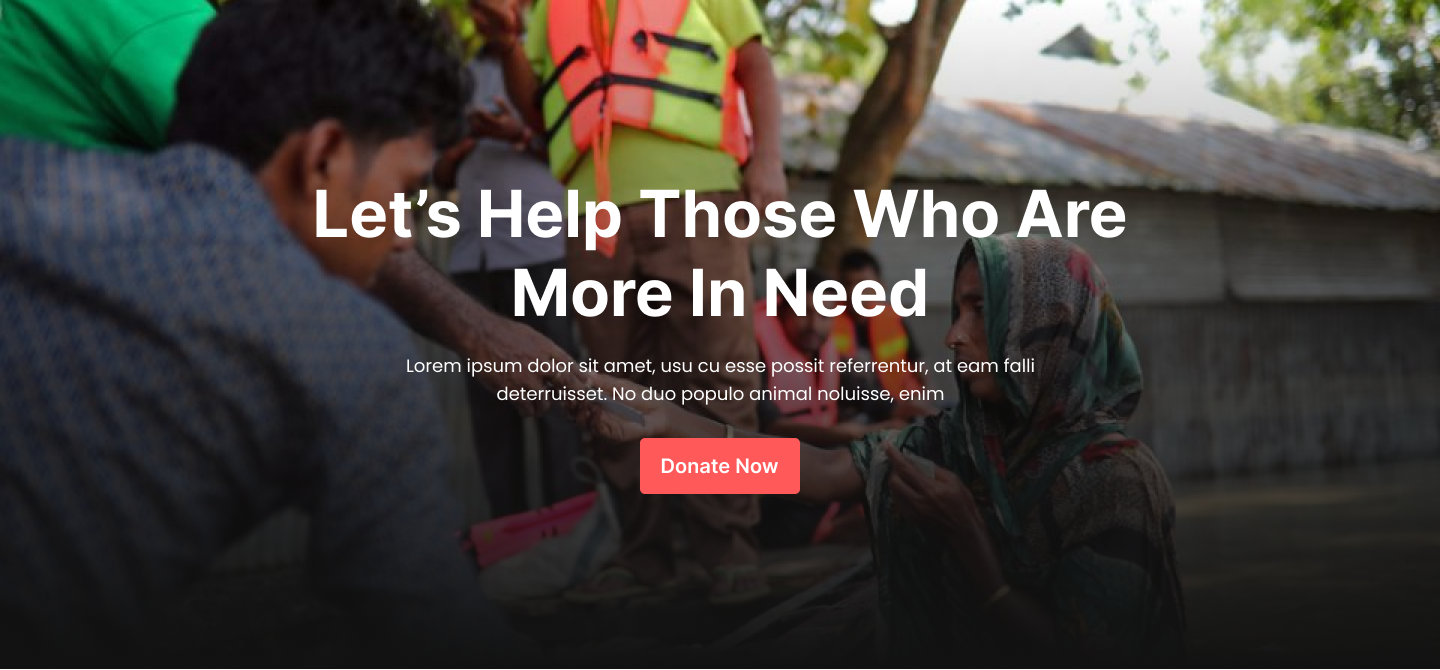 Let’s Help Those Who Are
More In Need
Lorem ipsum dolor sit amet, usu cu esse possit referrentur, at eam falli
deterruisset. No duo populo animal noluisse, enim
Donate Now